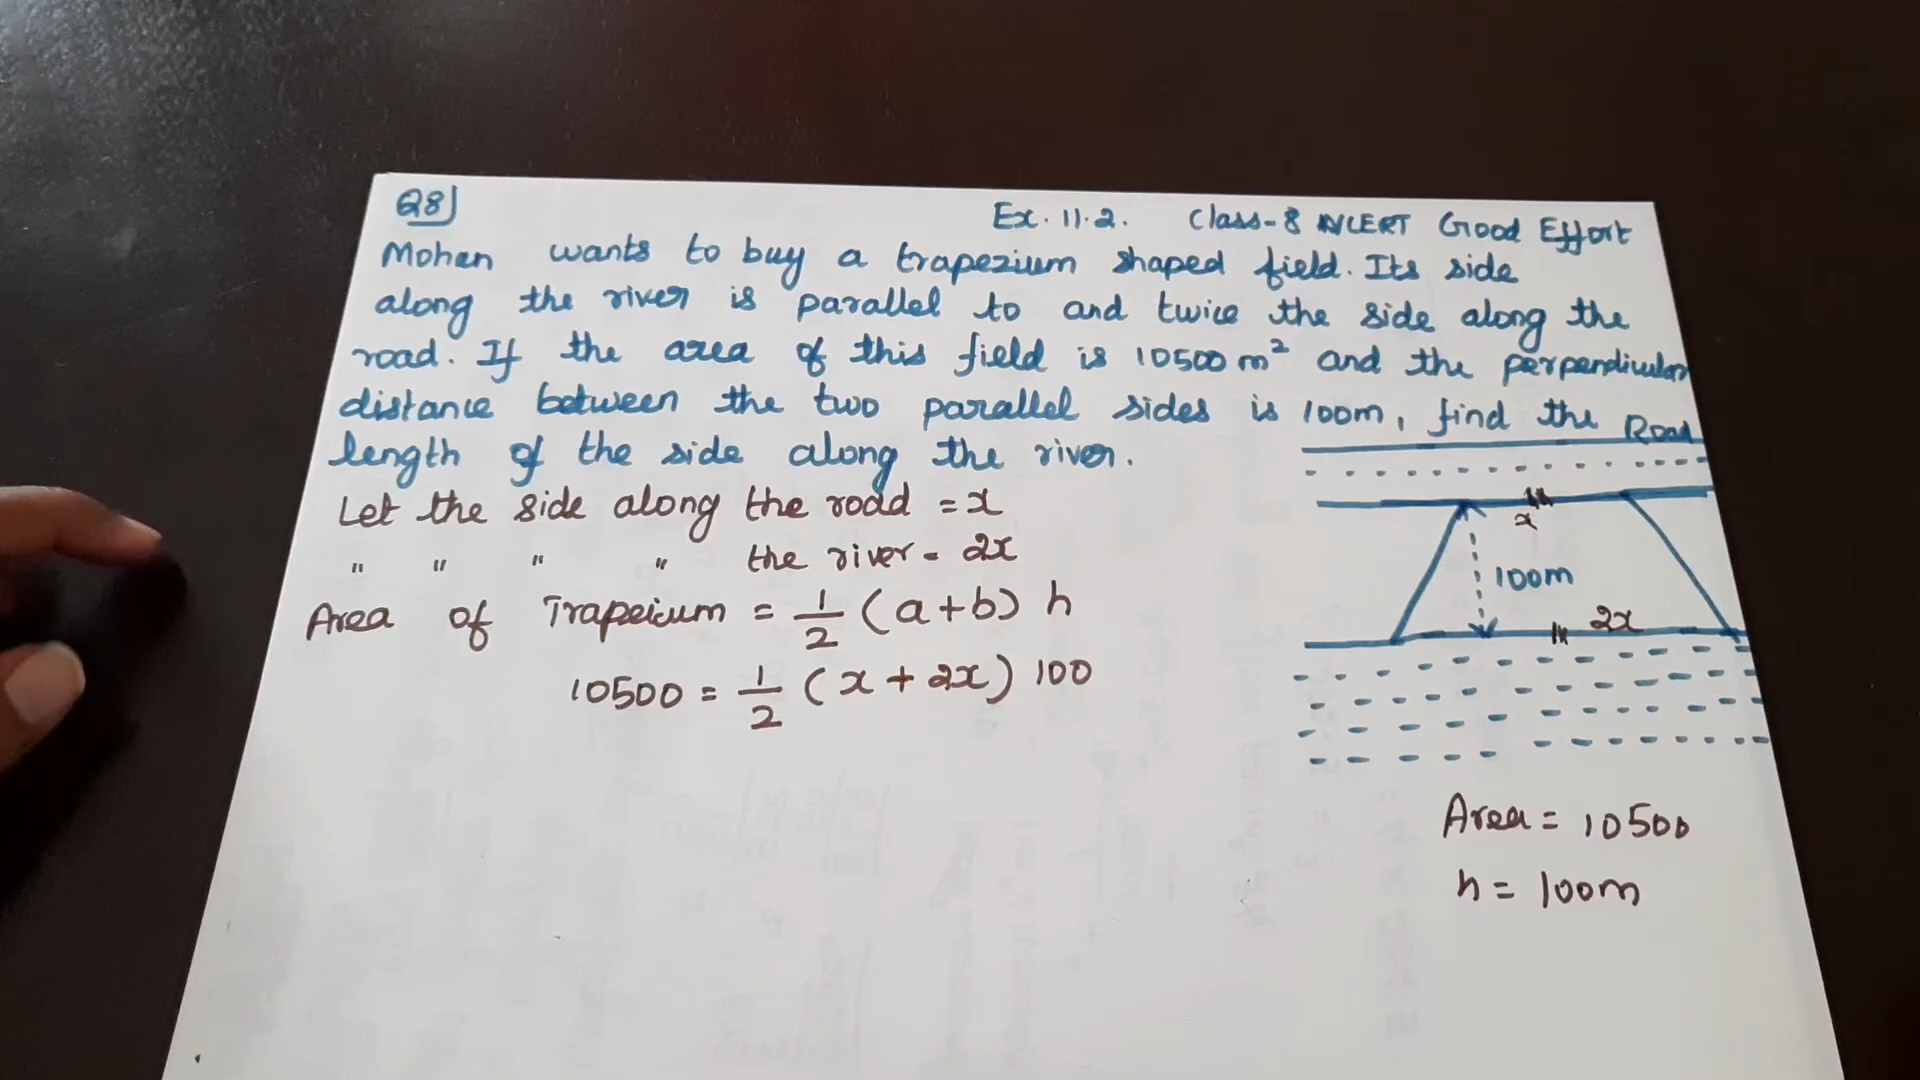 Q8)
Ex. 11.2. Class-8 NCERT Good Effort
Mohan wants to buy a trapezium shaped field. Its side
along the river is parallel to and twice the side along the
road. If the area of this field is 10500 m² and the perpendicular
distance between the two parallel sides is 100m, find the
length of the side along the river.
Road
Let the side along the road = x
" " " " the river = 2x
Area of Trapeium = 1/2 (a+b) h
10500 = 1/2 (x + 2x) 100
x
100m
2x
Area = 10500
h = 100m